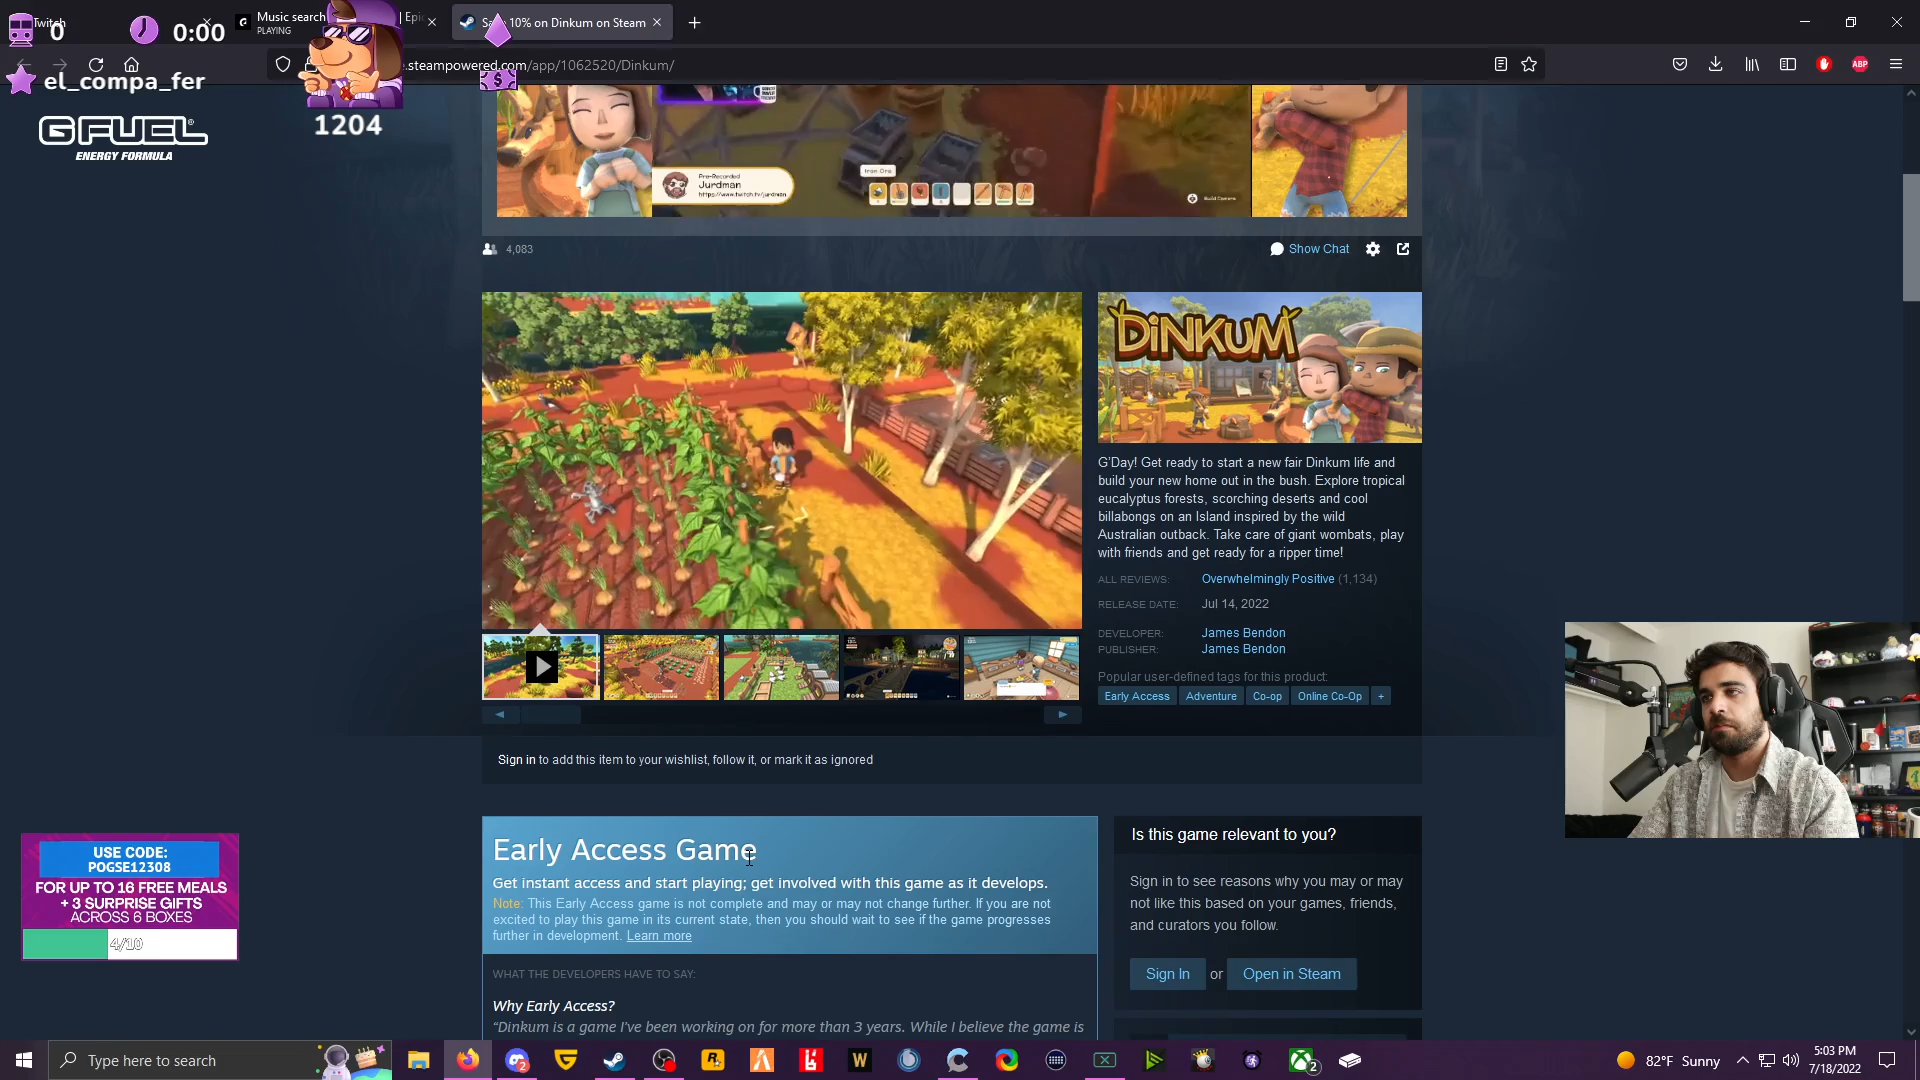 Twitch
0
0:00
Music search
| Epi
PLAYING
10% on Dinkum on Steam
.steampowered.com/app/1062520/Dinkum/
el_compa_fer
1204
GFUEL
ENERGY FORMULA
Pre-Recorded
Jurdman
https://www.twitch.tv/jurdman
Iron Ore
Build Camera
4,083
Show Chat
DINKUM
G'Day! Get ready to start a new fair Dinkum life and
build your new home out in the bush. Explore tropical
eucalyptus forests, scorching deserts and cool
billabongs on an Island inspired by the wild
Australian outback. Take care of giant wombats, play
with friends and get ready for a ripper time!
ALL REVIEWS: Overwhelmingly Positive (1,134)
RELEASE DATE: Jul 14, 2022
DEVELOPER: James Bendon
PUBLISHER: James Bendon
Popular user-defined tags for this product:
Early Access Adventure Co-op Online Co-Op +
Sign in to add this item to your wishlist, follow it, or mark it as ignored
Early Access Game
Get instant access and start playing; get involved with this game as it develops.
Note: This Early Access game is not complete and may or may not change further. If you are not
excited to play this game in its current state, then you should wait to see if the game progresses
further in development. Learn more
WHAT THE DEVELOPERS HAVE TO SAY:
Why Early Access?
“Dinkum is a game I've been working on for more than 3 years. While I believe the game is
Is this game relevant to you?
Sign in to see reasons why you may or may
not like this based on your games, friends,
and curators you follow.
Sign In or Open in Steam
USE CODE:
POGSE12308
FOR UP TO 16 FREE MEALS
+ 3 SURPRISE GIFTS
ACROSS 6 BOXES
4/10
Type here to search
82°F Sunny
5:03 PM
7/18/2022